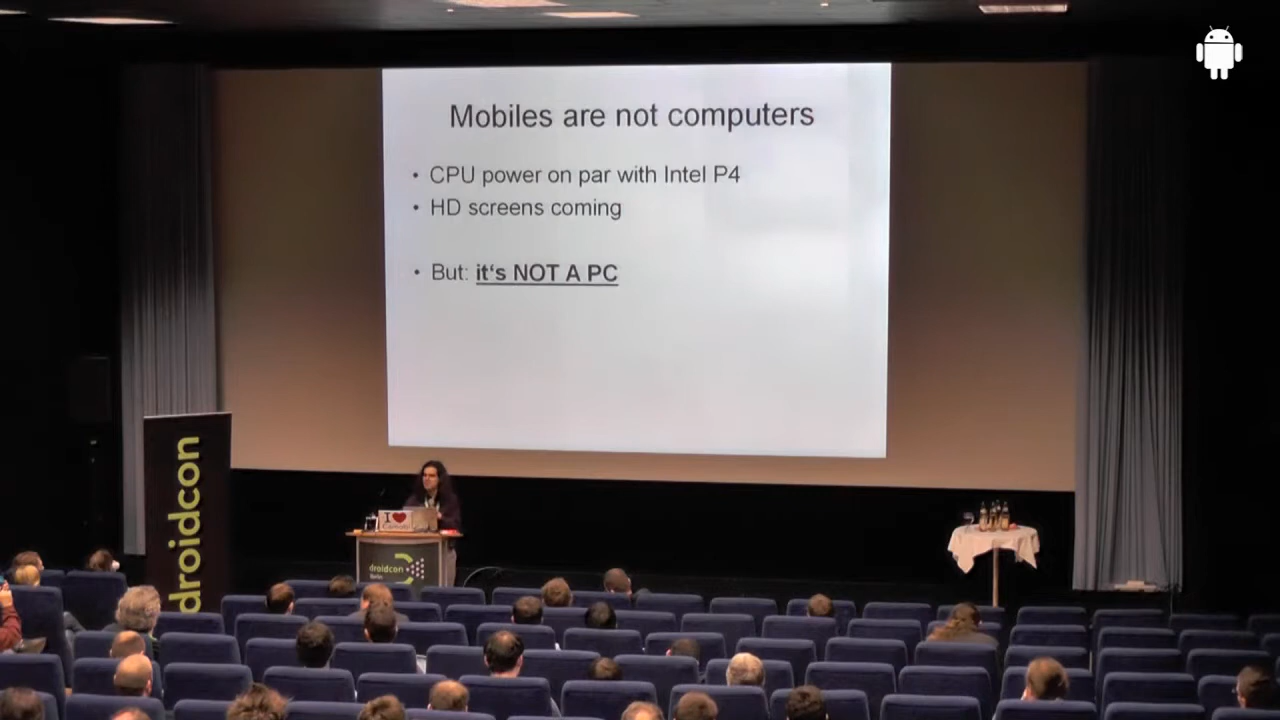 Mobiles are not computers
• CPU power on par with Intel P4
• HD screens coming
• But: it‘s NOT A PC
droidcon
I ❤
droidcon
Berlin